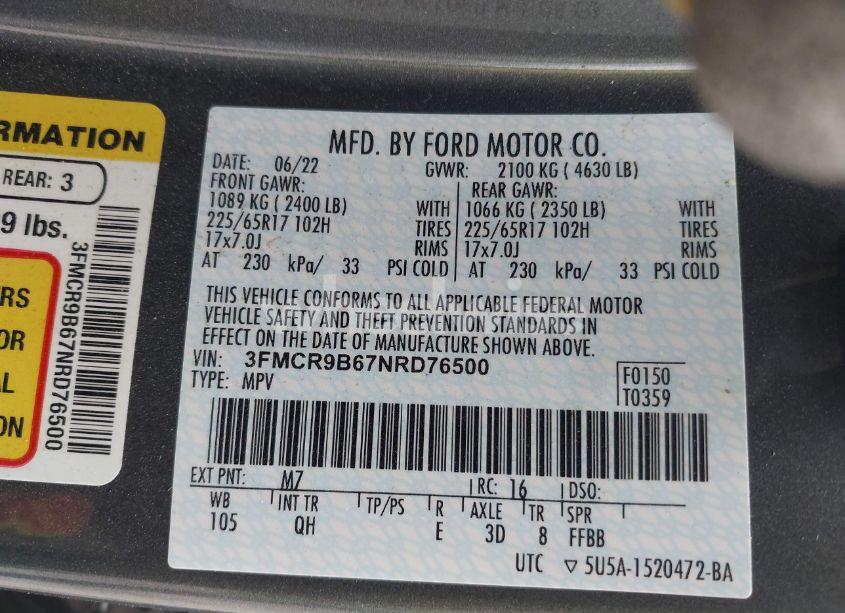 RMATION
REAR: 3
9 lbs.
RS
OR
AL
ON
3FMCR9B67NRD76500
MFD. BY FORD MOTOR CO.
DATE: 06/22 GVWR: 2100 KG ( 4630 LB)
FRONT GAWR: REAR GAWR:
1089 KG ( 2400 LB) WITH 1066 KG ( 2350 LB) WITH
225/65R17 102H TIRES 225/65R17 102H TIRES
17x7.0J RIMS 17x7.0J RIMS
AT 230 kPa/ 33 PSI COLD AT 230 kPa/ 33 PSI COLD
THIS VEHICLE CONFORMS TO ALL APPLICABLE FEDERAL MOTOR
VEHICLE SAFETY AND THEFT PREVENTION STANDARDS IN
EFFECT ON THE DATE OF MANUFACTURE SHOWN ABOVE.
VIN: 3FMCR9B67NRD76500
TYPE: MPV
F0150
T0359
EXT PNT: M7 RC: 16 DSO:
WB INT TR TP/PS R AXLE TR SPR
105 QH E 3D 8 FFBB
UTC ▽ 5U5A-1520472-BA